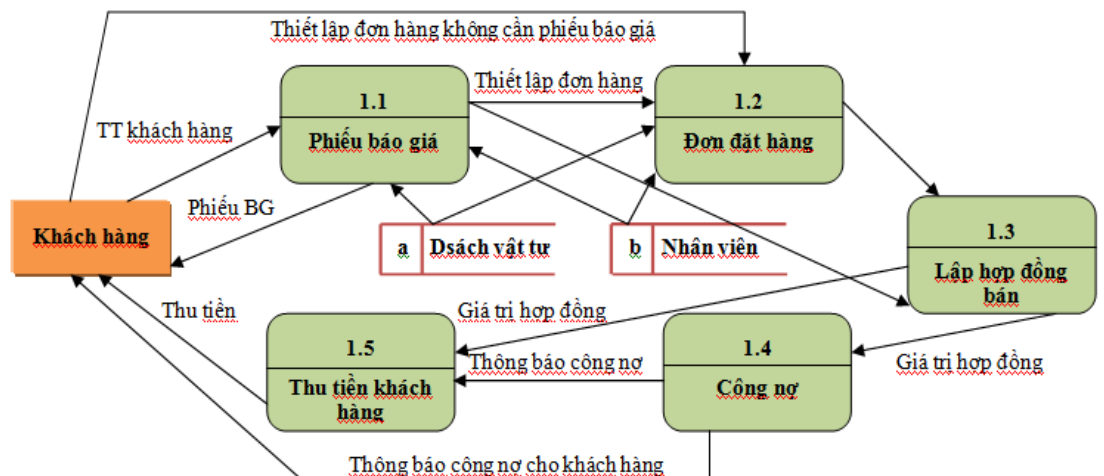 Thiết lập đơn hàng không cần phiếu báo giá
1.1
Phiếu báo giá
Thiết lập đơn hàng
1.2
Đơn đặt hàng
TT khách hàng
Phiếu BG
Khách hàng
a
Dsách vật tư
b
Nhân viên
1.3
Lập hợp đồng
bán
Thu tiền
Giá trị hợp đồng
1.5
Thu tiền khách
hàng
Thông báo công nợ
1.4
Công nợ
Giá trị hợp đồng
Thông báo công nợ cho khách hàng